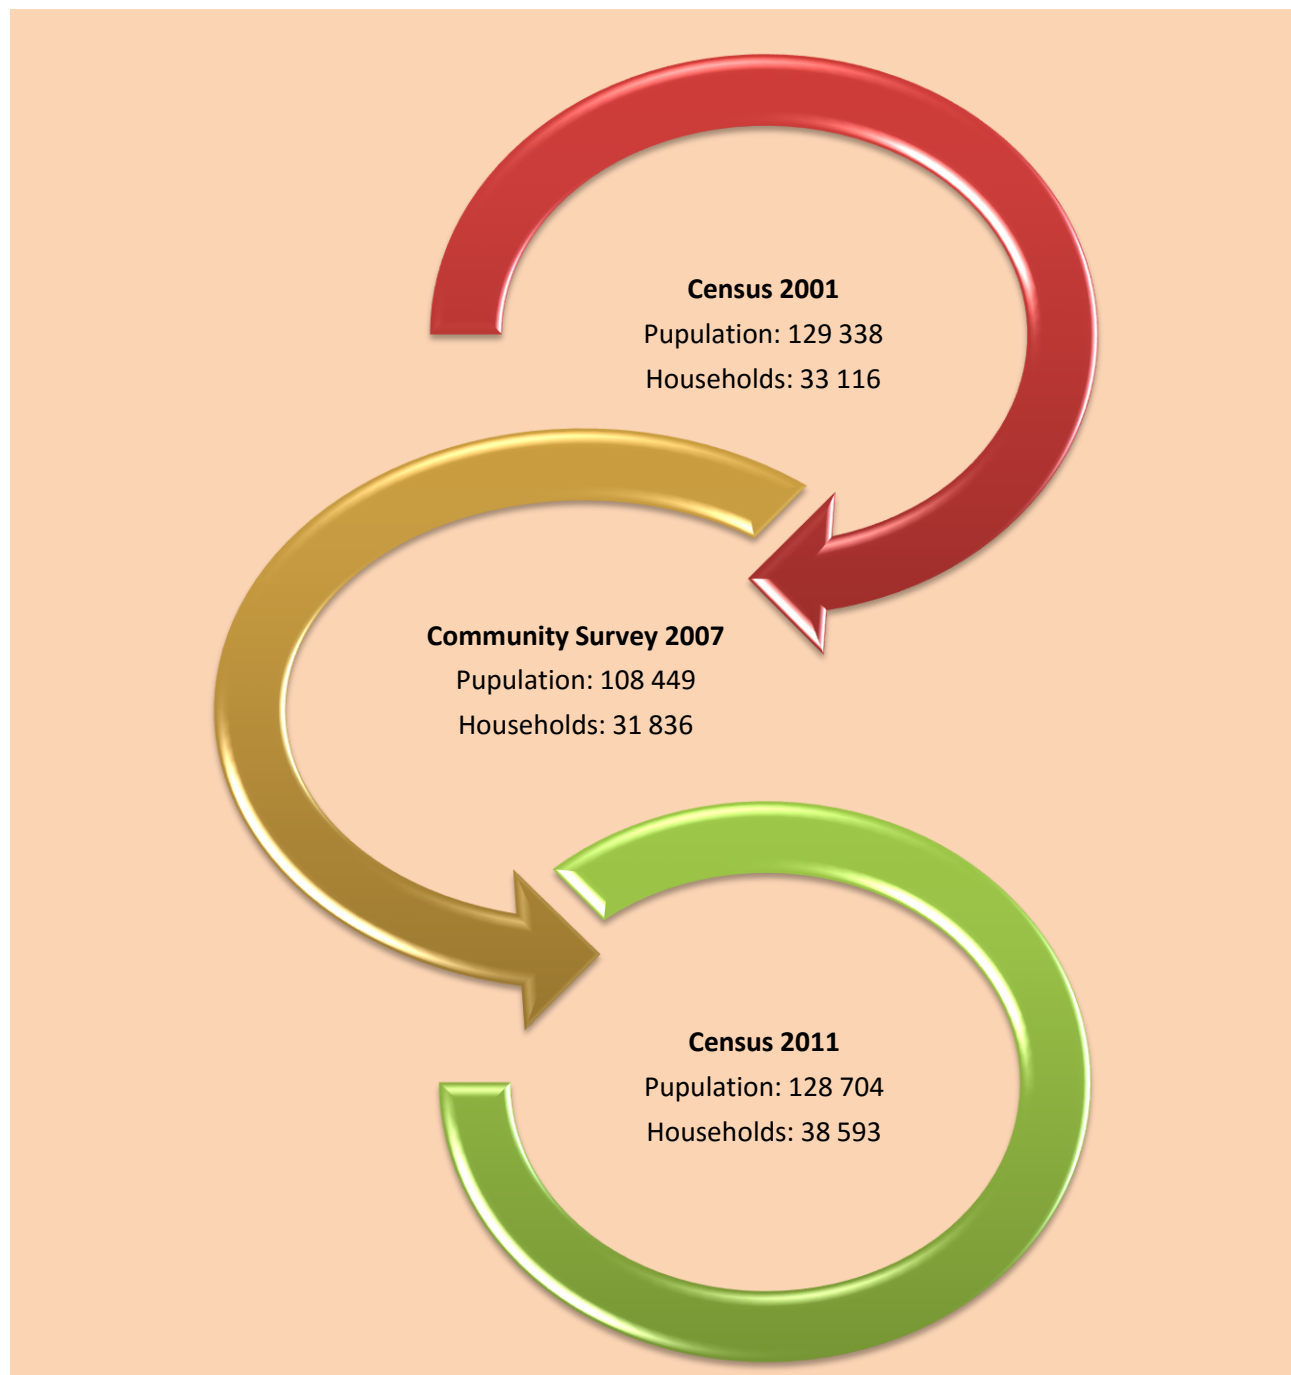 Census 2001
Pupulation: 129 338
Households: 33 116
Community Survey 2007
Pupulation: 108 449
Households: 31 836
Census 2011
Pupulation: 128 704
Households: 38 593